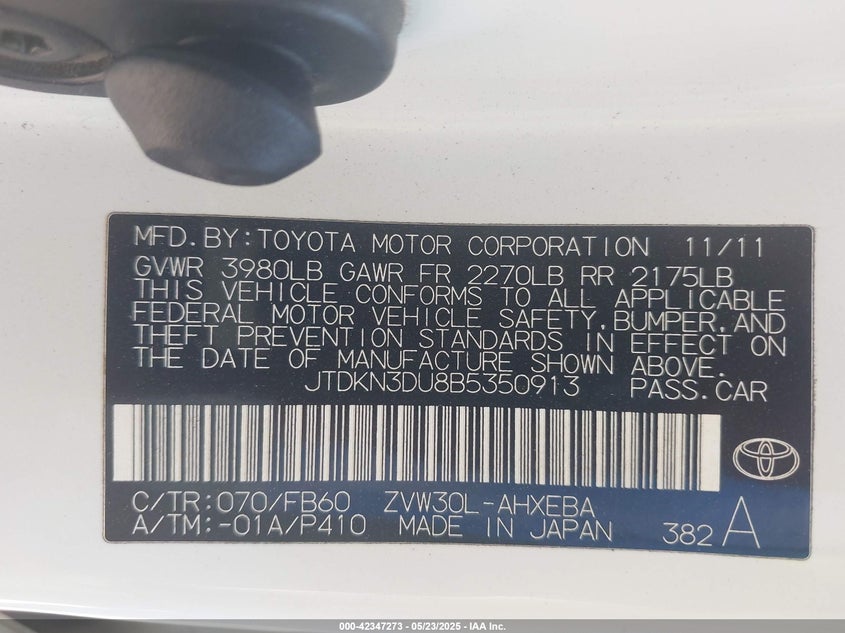 MFD.BY:TOYOTA MOTOR CORPORATION 11/11
GVWR 3980LB GAWR FR 2270LB RR 2175LB
THIS VEHICLE CONFORMS TO ALL APPLICABLE
FEDERAL MOTOR VEHICLE SAFETY,BUMPER,AND
THEFT PREVENTION STANDARDS IN EFFECT ON
THE DATE OF MANUFACTURE SHOWN ABOVE.
JTDKN3DU8B5350913 PASS.CAR
C/TR:070/FB60 ZVW30L-AHXEBA
A/TM:-01A/P410 MADE IN JAPAN 382 A
000-42347273 - 05/23/2025 - IAA Inc.